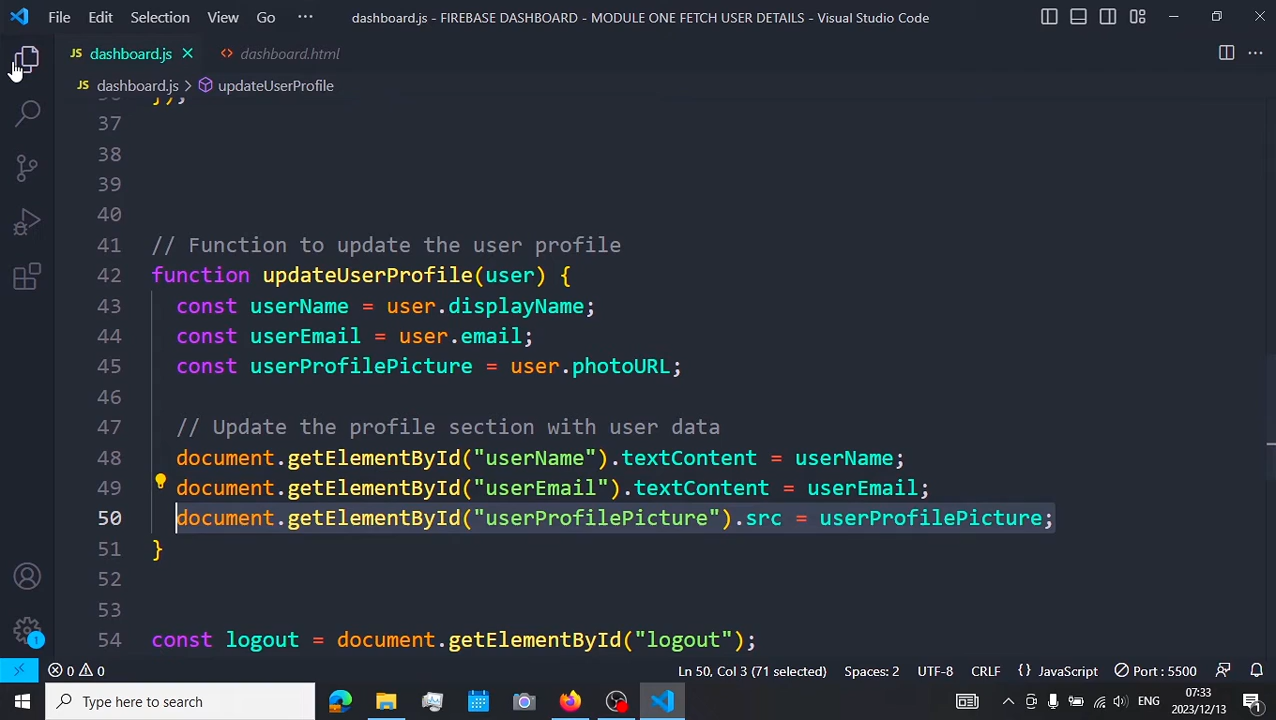 File Edit Selection View Go ··· dashboard.js - FIREBASE DASHBOARD - MODULE ONE FETCH USER DETAILS - Visual Studio Code
JS dashboard.js <> dashboard.html
JS dashboard.js > updateUserProfile
36 });
37
38
39
40
41 // Function to update the user profile
42 function updateUserProfile(user) {
43 const userName = user.displayName;
44 const userEmail = user.email;
45 const userProfilePicture = user.photoURL;
46
47 // Update the profile section with user data
48 document.getElementById("userName").textContent = userName;
49 document.getElementById("userEmail").textContent = userEmail;
50 document.getElementById("userProfilePicture").src = userProfilePicture;
51 }
52
53
54 const logout = document.getElementById("logout");
1
0 0 Ln 50, Col 3 (71 selected) Spaces: 2 UTF-8 CRLF {} JavaScript Port : 5500
Type here to search ENG 07:33
2023/12/13 1